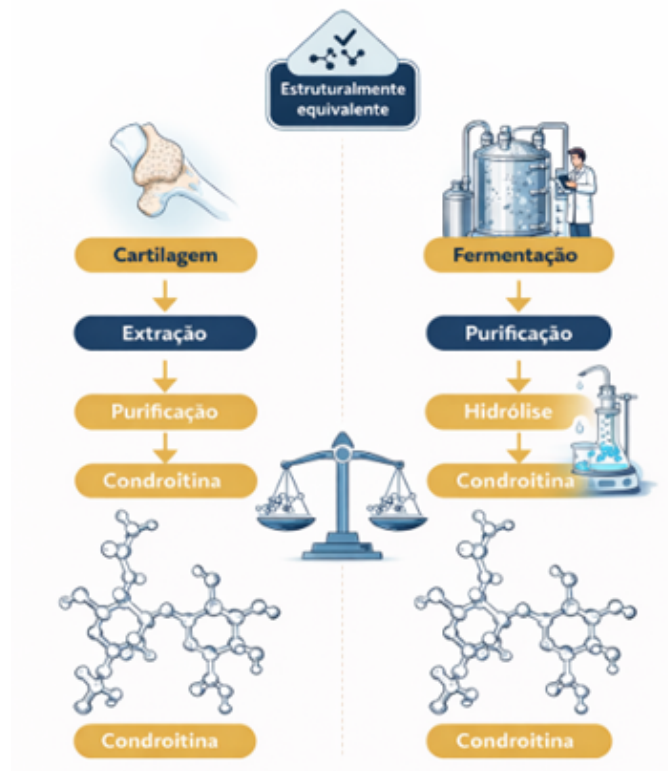 Estruturalmente
equivalente
Cartilagem
Extração
Purificação
Condroitina
Condroitina
Fermentação
Purificação
Hidrólise
Condroitina
Condroitina